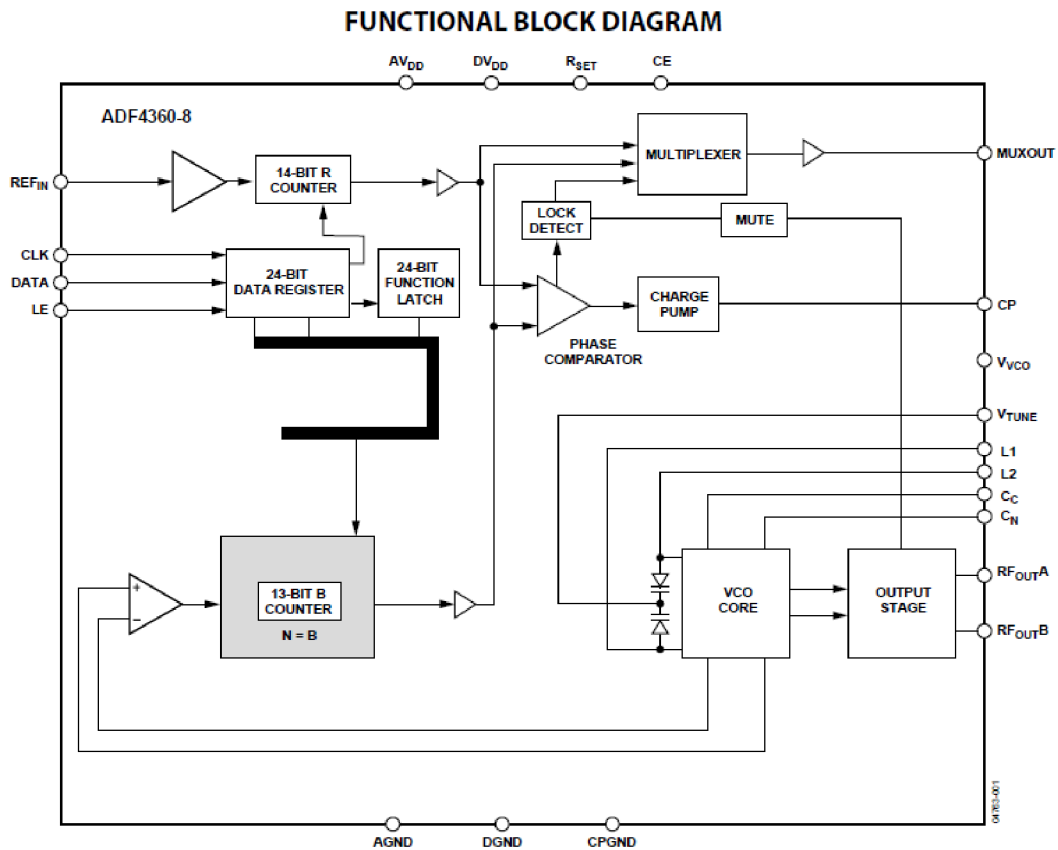 FUNCTIONAL BLOCK DIAGRAM
AVDD
DVDD
RSET
CE
ADF4360-8
MULTIPLEXER
MUXOUT
REFIN
14-BIT R
COUNTER
LOCK
DETECT
MUTE
CLK
DATA
LE
24-BIT
DATA REGISTER
24-BIT
FUNCTION
LATCH
CHARGE
PUMP
CP
PHASE
COMPARATOR
VVCO
VTUNE
L1
L2
CC
CN
+
−
13-BIT B
COUNTER
N = B
VCO
CORE
OUTPUT
STAGE
RFOUTA
RFOUTB
04763-001
AGND
DGND
CPGND